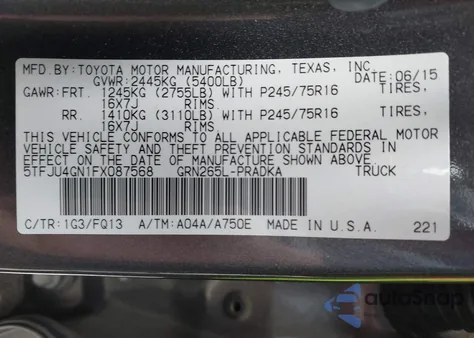 MFD.BY: TOYOTA MOTOR MANUFACTURING, TEXAS, INC.
GVWR: 2445KG (5400LB) DATE: 06/15
GAWR: FRT. 1245KG (2755LB) WITH P245/75R16 TIRES,
16X7J RIMS
RR. 1410KG (3110LB) WITH P245/75R16 TIRES,
16X7J RIMS
THIS VEHICLE CONFORMS TO ALL APPLICABLE FEDERAL MOTOR
VEHICLE SAFETY AND THEFT PREVENTION STANDARDS IN
EFFECT ON THE DATE OF MANUFACTURE SHOWN ABOVE.
5TFJU4GN1FX087568 GRN265L-PRADKA TRUCK
C/TR: 1G3/FQ13 A/TM: A04A/A750E MADE IN U.S.A. 221
autoSnap